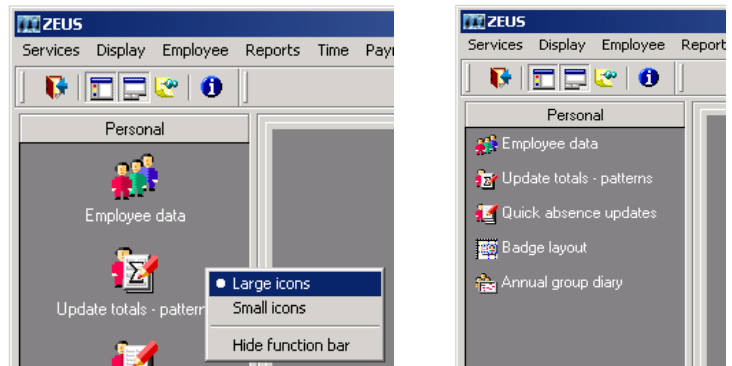 ZEUS
Services Display Employee Reports Time
Personal
Employee data
Update totals -
Large icons
Small icons
Hide function bar
ZEUS
Services Display Employee
Personal
Employee data
Update totals - patterns
Quick absence updates
Badge layout
Annual group diary